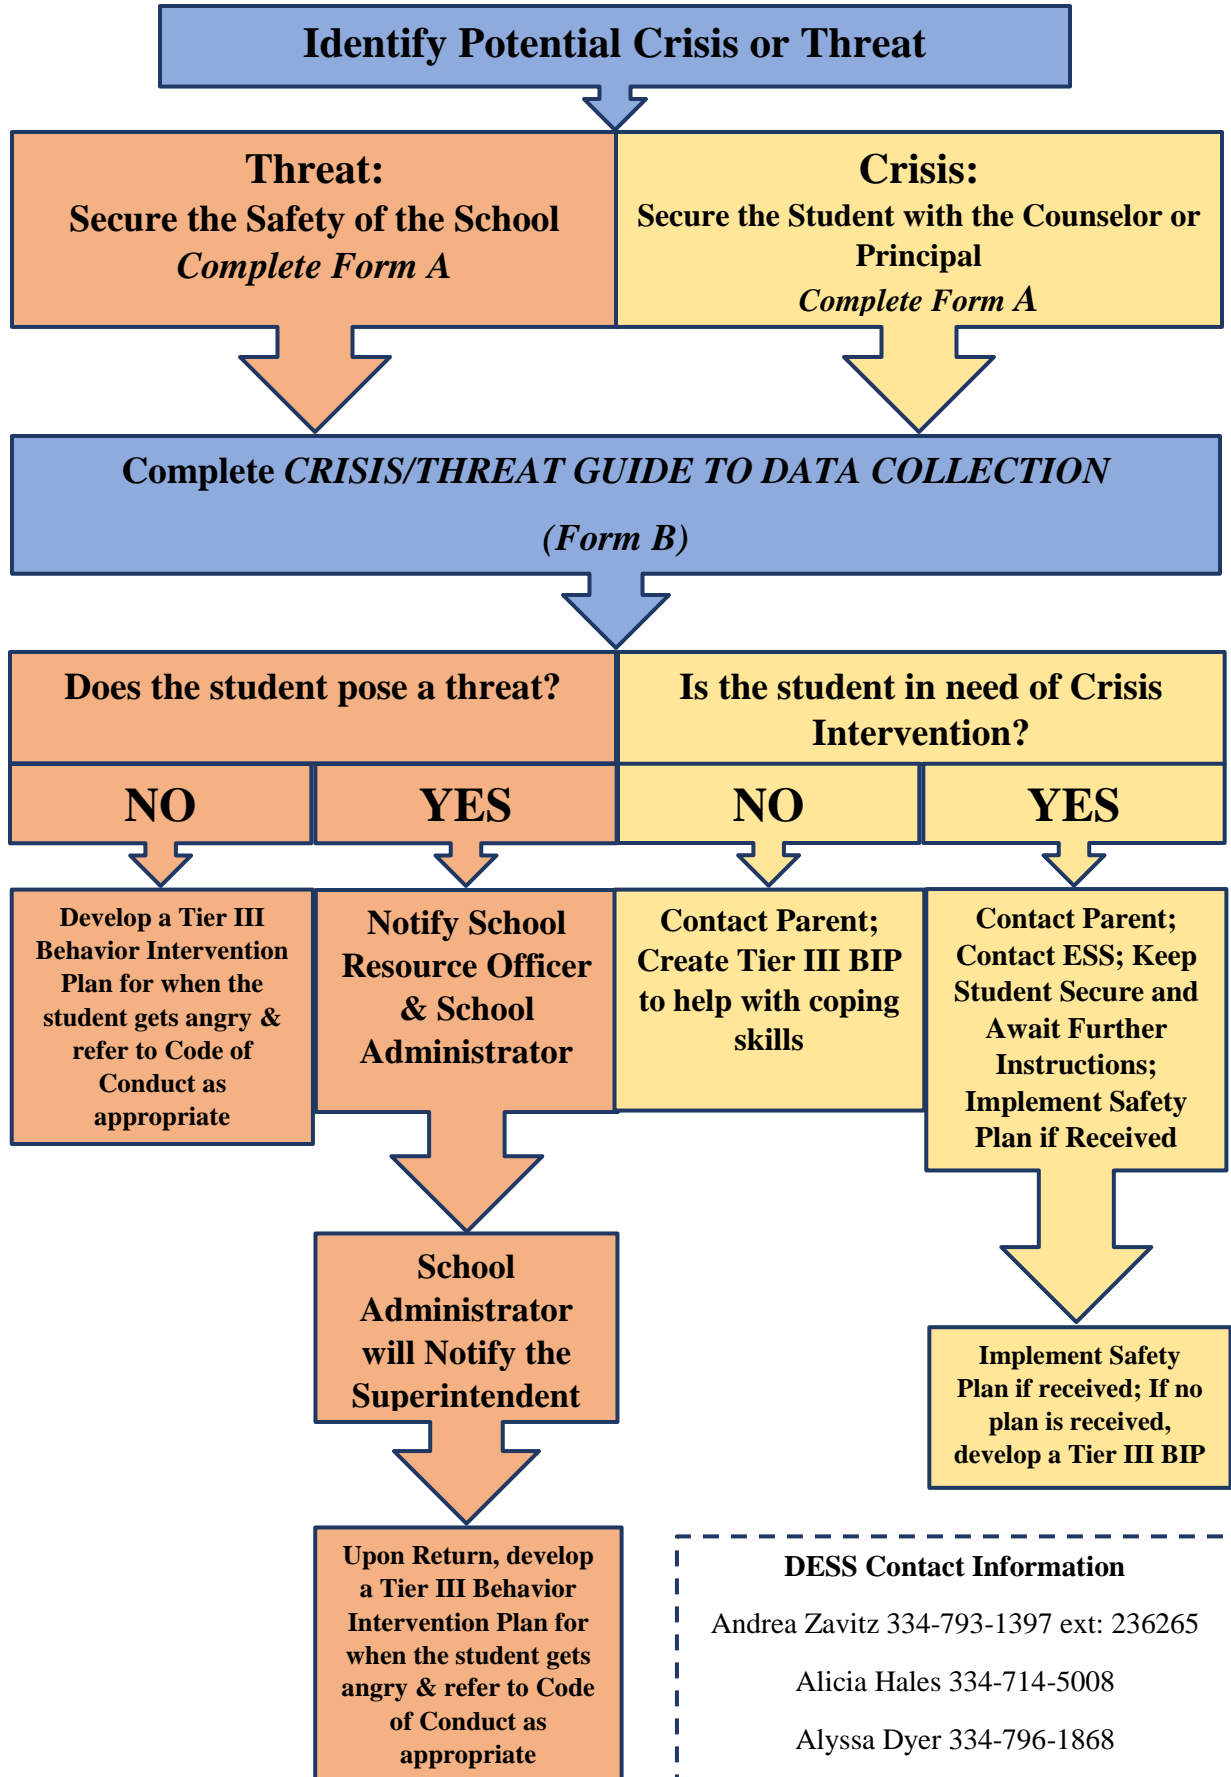 Identify Potential Crisis or Threat
Threat:
Secure the Safety of the School
Complete Form A
Crisis:
Secure the Student with the Counselor or
Principal
Complete Form A
Complete CRISIS/THREAT GUIDE TO DATA COLLECTION
(Form B)
Does the student pose a threat?
Is the student in need of Crisis
Intervention?
NO
YES
NO
YES
Develop a Tier III
Behavior Intervention
Plan for when the
student gets angry &
refer to Code of
Conduct as
appropriate
Notify School
Resource Officer
& School
Administrator
Contact Parent;
Create Tier III BIP
to help with coping
skills
Contact Parent;
Contact ESS; Keep
Student Secure and
Await Further
Instructions;
Implement Safety
Plan if Received
School
Administrator
will Notify the
Superintendent
Implement Safety
Plan if received; If no
plan is received,
develop a Tier III BIP
Upon Return, develop
a Tier III Behavior
Intervention Plan for
when the student gets
angry & refer to Code
of Conduct as
appropriate
DESS Contact Information
Andrea Zavitz 334-793-1397 ext: 236265
Alicia Hales 334-714-5008
Alyssa Dyer 334-796-1868